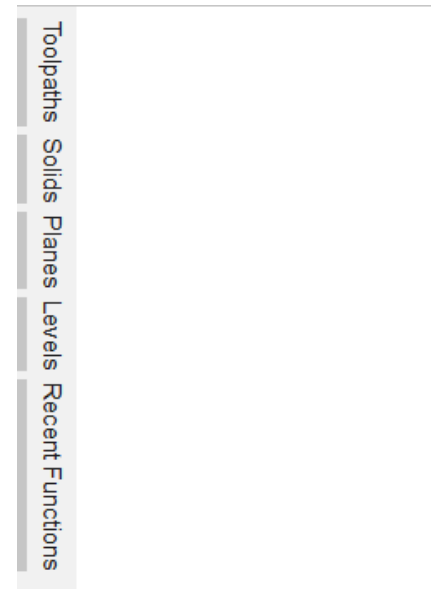 Toolpaths
Solids
Planes
Levels
Recent Functions